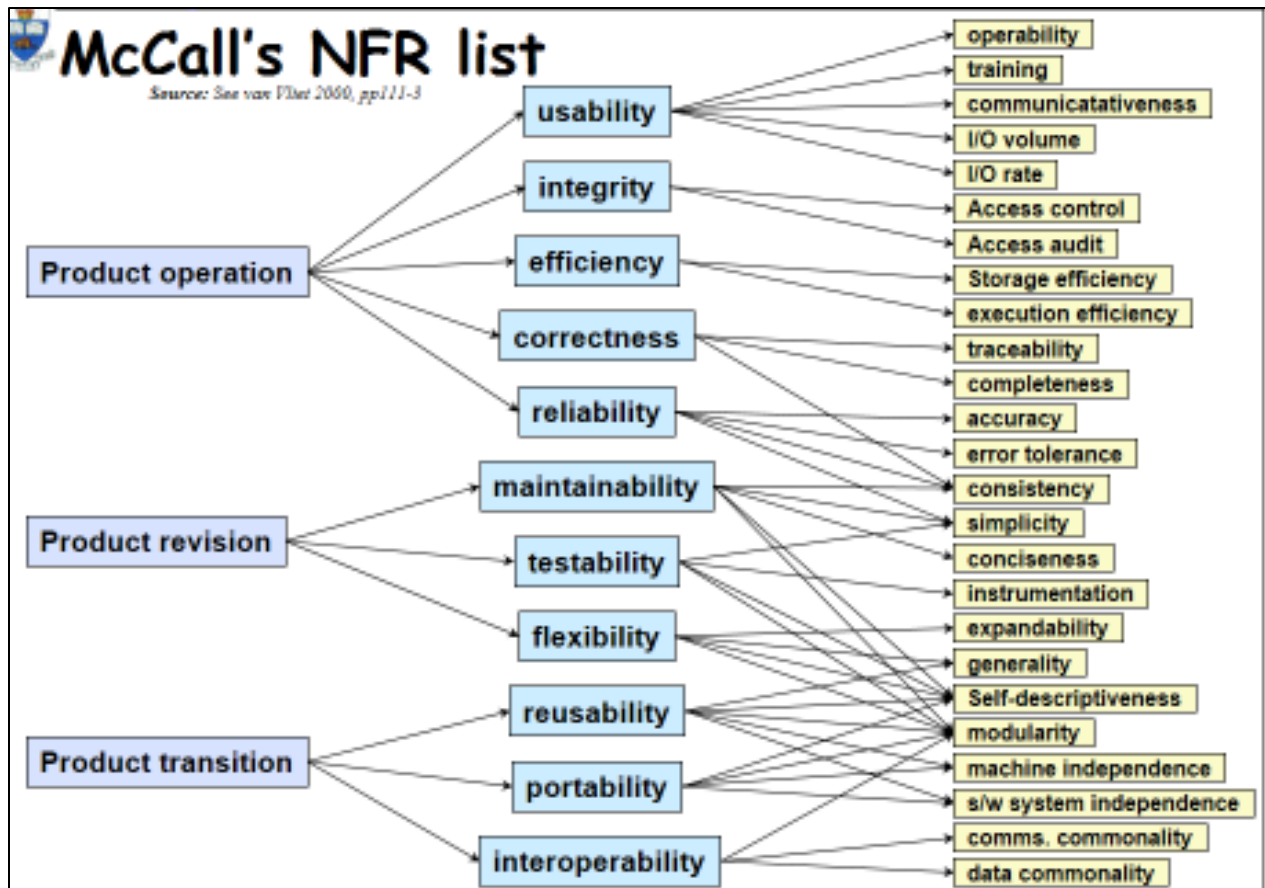 McCall's NFR list
Source: See van Vliet 2000, pp111-3
Product operation
Product revision
Product transition
usability
integrity
efficiency
correctness
reliability
maintainability
testability
flexibility
reusability
portability
interoperability
operability
training
communicatativeness
I/O volume
I/O rate
Access control
Access audit
Storage efficiency
execution efficiency
traceability
completeness
accuracy
error tolerance
consistency
simplicity
conciseness
instrumentation
expandability
generality
Self-descriptiveness
modularity
machine independence
s/w system independence
comms. commonality
data commonality